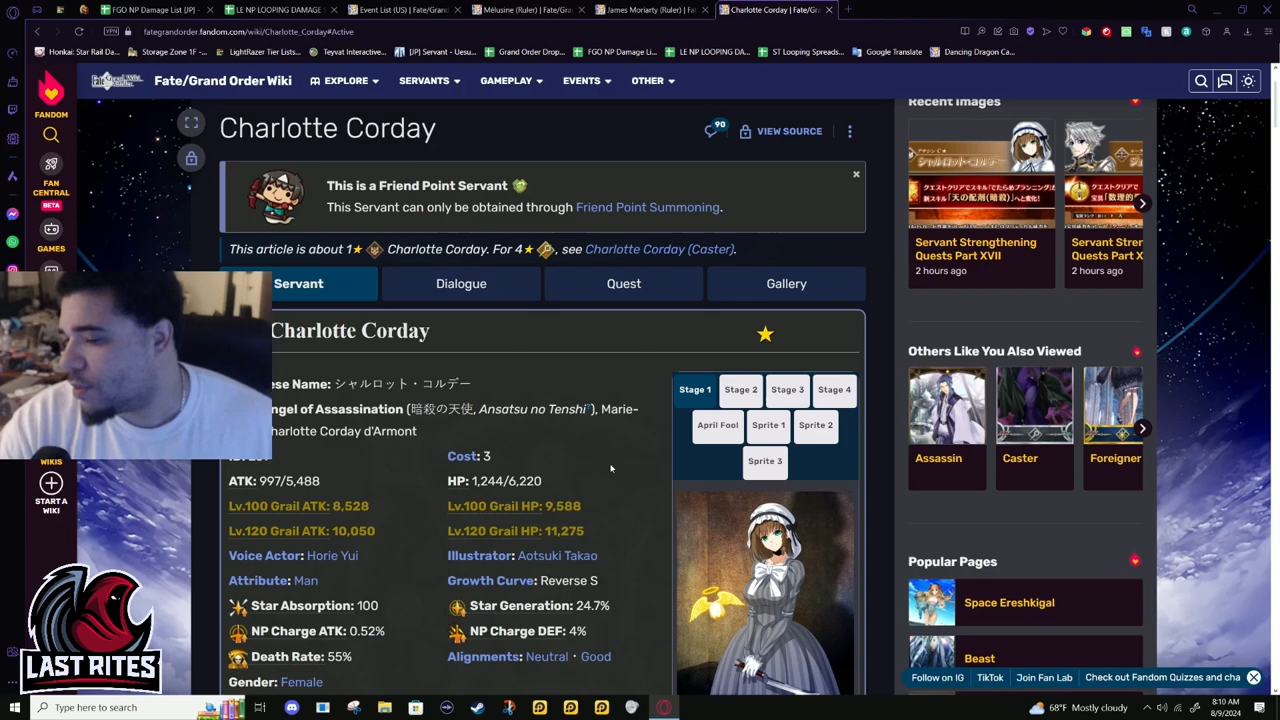 FGO NP Damage List [JP] -
LE NP LOOPING DAMAGE
Event List (US) | Fate/Grand
Mélusine (Ruler) | Fate/Gra
James Moriarty (Ruler) | Fat
Charlotte Corday | Fate/Gr
VPN
fategrandorder.fandom.com/wiki/Charlotte_Corday#Active
Honkai: Star Rail Da...
Storage Zone 1F -...
LightRazer Tier Lists...
Teyvat Interactive...
[JP] Servant - Uesu...
Grand Order Drop...
FGO NP Damage Li...
LE NP LOOPING DA...
ST Looping Spreads...
Google Translate
Dancing Dragon Ca...
FANDOM
Fate/Grand Order Wiki
EXPLORE
SERVANTS
GAMEPLAY
EVENTS
OTHER
FAN
CENTRAL
BETA
GAMES
WIKIS
START A
WIKI
Charlotte Corday
90
VIEW SOURCE
This is a Friend Point Servant
This Servant can only be obtained through Friend Point Summoning.
This article is about 1★ Charlotte Corday. For 4★, see Charlotte Corday (Caster).
Servant
Dialogue
Quest
Gallery
Charlotte Corday
ese Name: シャルロット・コルデー
ngel of Assassination (暗殺の天使, Ansatsu no Tenshi?), Marie-
harlotte Corday d'Armont
Cost: 3
ATK: 997/5,488
HP: 1,244/6,220
Lv.100 Grail ATK: 8,528
Lv.100 Grail HP: 9,588
Lv.120 Grail ATK: 10,050
Lv.120 Grail HP: 11,275
Voice Actor: Horie Yui
Illustrator: Aotsuki Takao
Attribute: Man
Growth Curve: Reverse S
Star Absorption: 100
Star Generation: 24.7%
NP Charge ATK: 0.52%
NP Charge DEF: 4%
Death Rate: 55%
Alignments: Neutral・Good
Gender: Female
Stage 1
Stage 2
Stage 3
Stage 4
April Fool
Sprite 1
Sprite 2
Sprite 3
Recent Images
シャルロット・コルデー
Servant Strengthening
Quests Part XVII
2 hours ago
Servant Stren
Quests Part X
2 hours ago
Others Like You Also Viewed
Assassin
Caster
Foreigner
Popular Pages
Space Ereshkigal
Beast
Follow on IG
TikTok
Join Fan Lab
Check out Fandom Quizzes and cha
LAST RITES
Type here to search
68°F Mostly cloudy
8:10 AM
8/9/2024